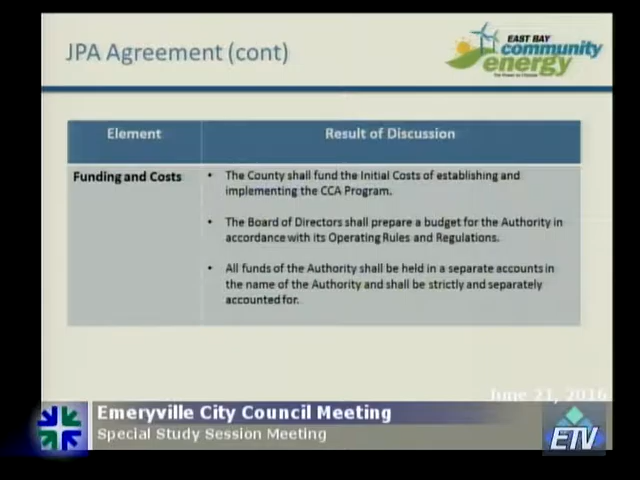 JPA Agreement (cont)
EAST BAY
community
energy
Element
Result of Discussion
Funding and Costs
• The County shall fund the Initial Costs of establishing and
implementing the CCA Program.
• The Board of Directors shall prepare a budget for the Authority in
accordance with its Operating Rules and Regulations.
• All funds of the Authority shall be held in a separate accounts in
the name of the Authority and shall be strictly and separately
accounted for.
June 21, 2016
Emeryville City Council Meeting
Special Study Session Meeting
ETV